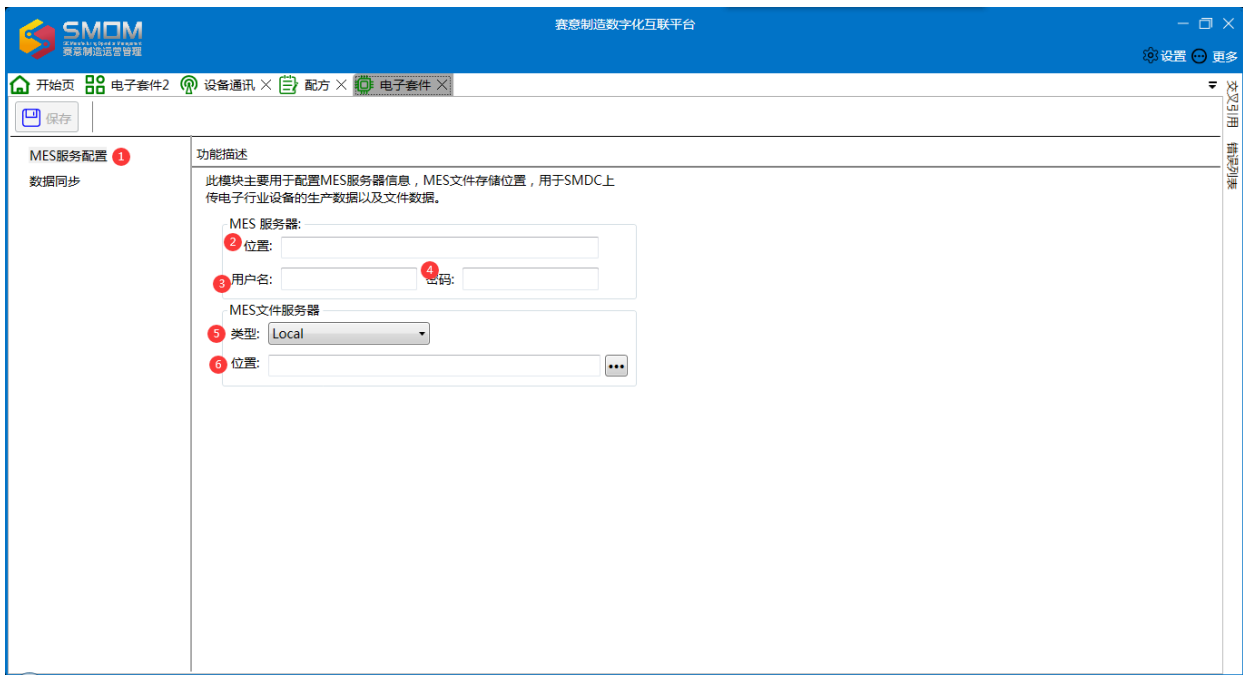 SMOM
赛意制造运营管理
赛意制造数字化互联平台
设置 更多
开始页 电子套件2 设备通讯 配方 电子套件
保存
交叉引用
错误列表
MES服务配置 1
数据同步
功能描述
此模块主要用于配置MES服务器信息，MES文件存储位置，用于SMDC上
传电子行业设备的生产数据以及文件数据。
MES 服务器:
2 位置:
3 用户名: 4 密码:
MES文件服务器
5 类型: Local
6 位置: